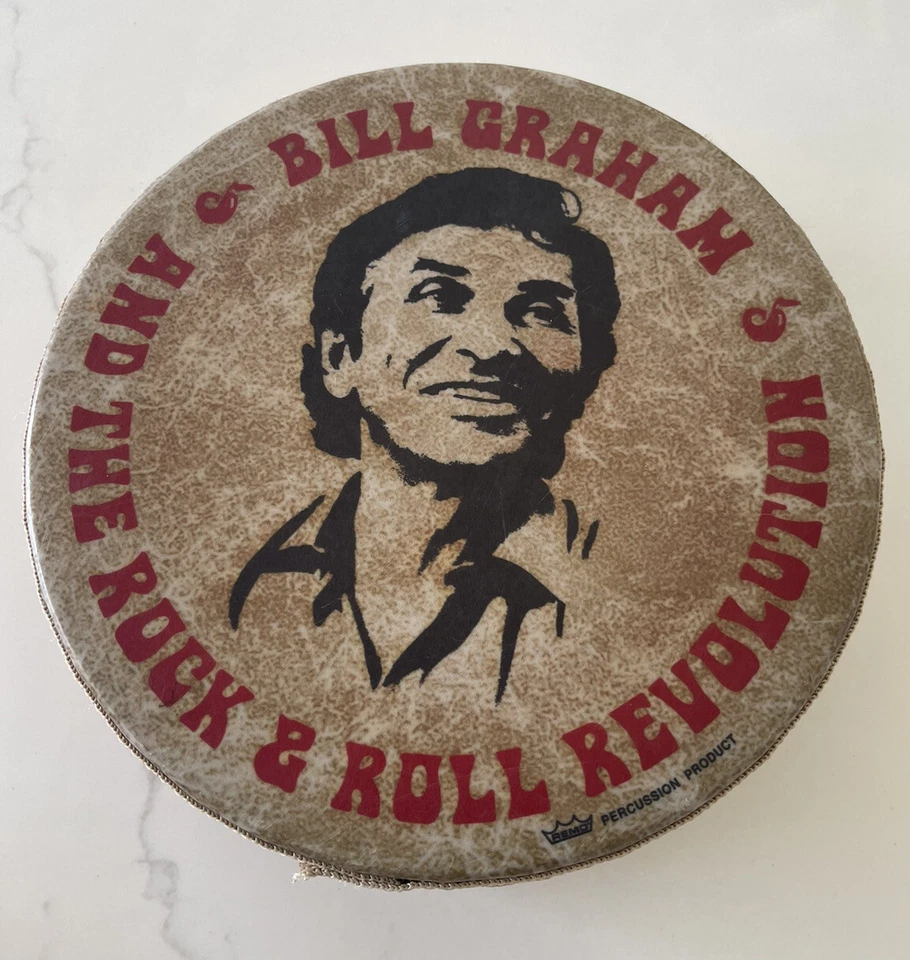 BILL GRAHAM
AND THE ROCK & ROLL REVOLUTION
REMO PERCUSSION PRODUCT